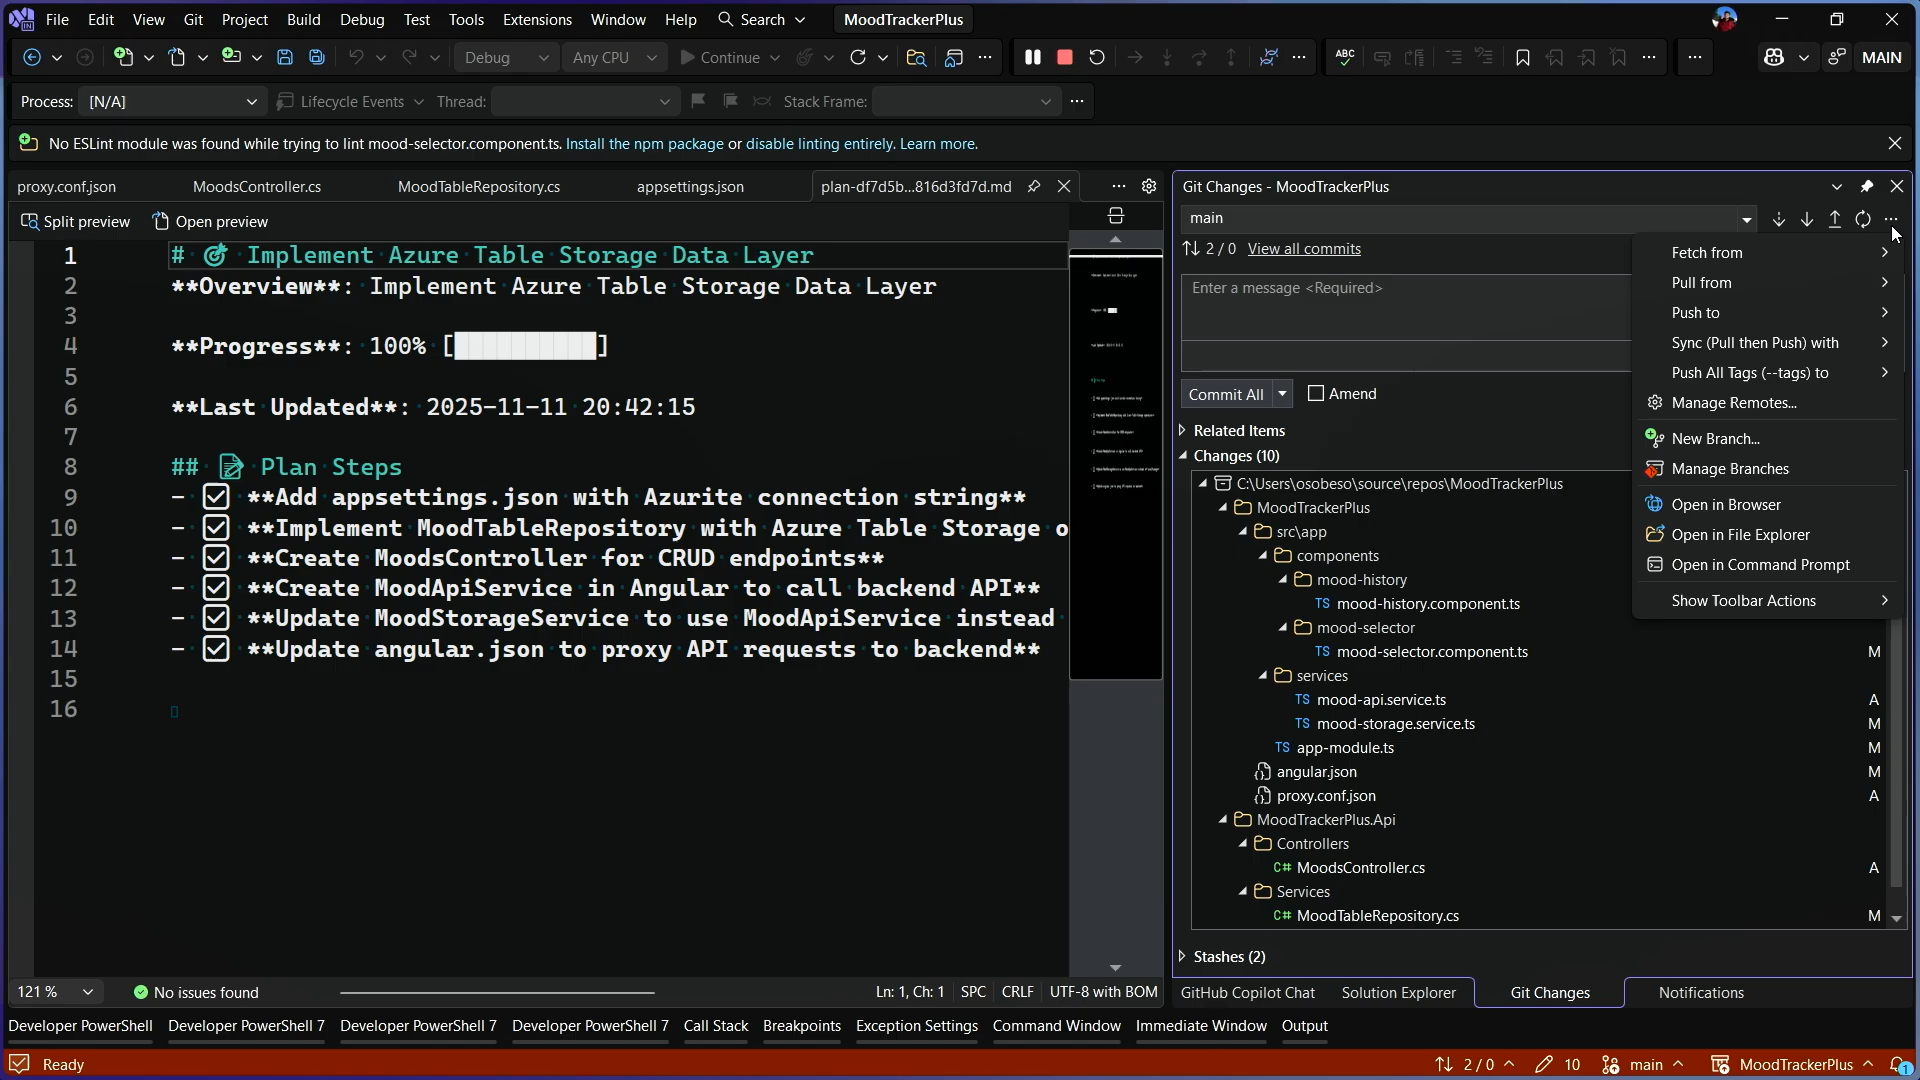 File Edit View Git Project Build Debug Test Tools Extensions Window Help Search MoodTrackerPlus
Debug Any CPU Continue ABC MAIN
Process: [N/A] Lifecycle Events Thread: Stack Frame:
No ESLint module was found while trying to lint mood-selector.component.ts. Install the npm package or disable linting entirely. Learn more.
proxy.conf.json MoodsController.cs MoodTableRepository.cs appsettings.json plan-df7d5b...816d3fd7d.md
Split preview Open preview
1 # 🎯 Implement Azure Table Storage Data Layer
2 **Overview**: Implement Azure Table Storage Data Layer
3
4 **Progress**: 100% [██████████]
5
6 **Last Updated**: 2025-11-11 20:42:15
7
8 ## 📝 Plan Steps
9 - ☑ **Add appsettings.json with Azurite connection string**
10 - ☑ **Implement MoodTableRepository with Azure Table Storage o
11 - ☑ **Create MoodsController for CRUD endpoints**
12 - ☑ **Create MoodApiService in Angular to call backend API**
13 - ☑ **Update MoodStorageService to use MoodApiService instead
14 - ☑ **Update angular.json to proxy API requests to backend**
15
16
121 % No issues found Ln: 1, Ch: 1 SPC CRLF UTF-8 with BOM
Git Changes - MoodTrackerPlus
main
2 / 0 View all commits
Enter a message <Required>
Commit All Amend
Related Items
Changes (10)
C:\Users\osobeso\source\repos\MoodTrackerPlus
MoodTrackerPlus
src\app
components
mood-history
TS mood-history.component.ts
mood-selector
TS mood-selector.component.ts M
services
TS mood-api.service.ts A
TS mood-storage.service.ts M
TS app-module.ts M
angular.json M
proxy.conf.json A
MoodTrackerPlus.Api
Controllers
C# MoodsController.cs A
Services
C# MoodTableRepository.cs M
Stashes (2)
Fetch from
Pull from
Push to
Sync (Pull then Push) with
Push All Tags (--tags) to
Manage Remotes...
New Branch...
Manage Branches
Open in Browser
Open in File Explorer
Open in Command Prompt
Show Toolbar Actions
GitHub Copilot Chat Solution Explorer Git Changes Notifications
Developer PowerShell Developer PowerShell 7 Developer PowerShell 7 Developer PowerShell 7 Call Stack Breakpoints Exception Settings Command Window Immediate Window Output
Ready 2 / 0 10 main MoodTrackerPlus 1